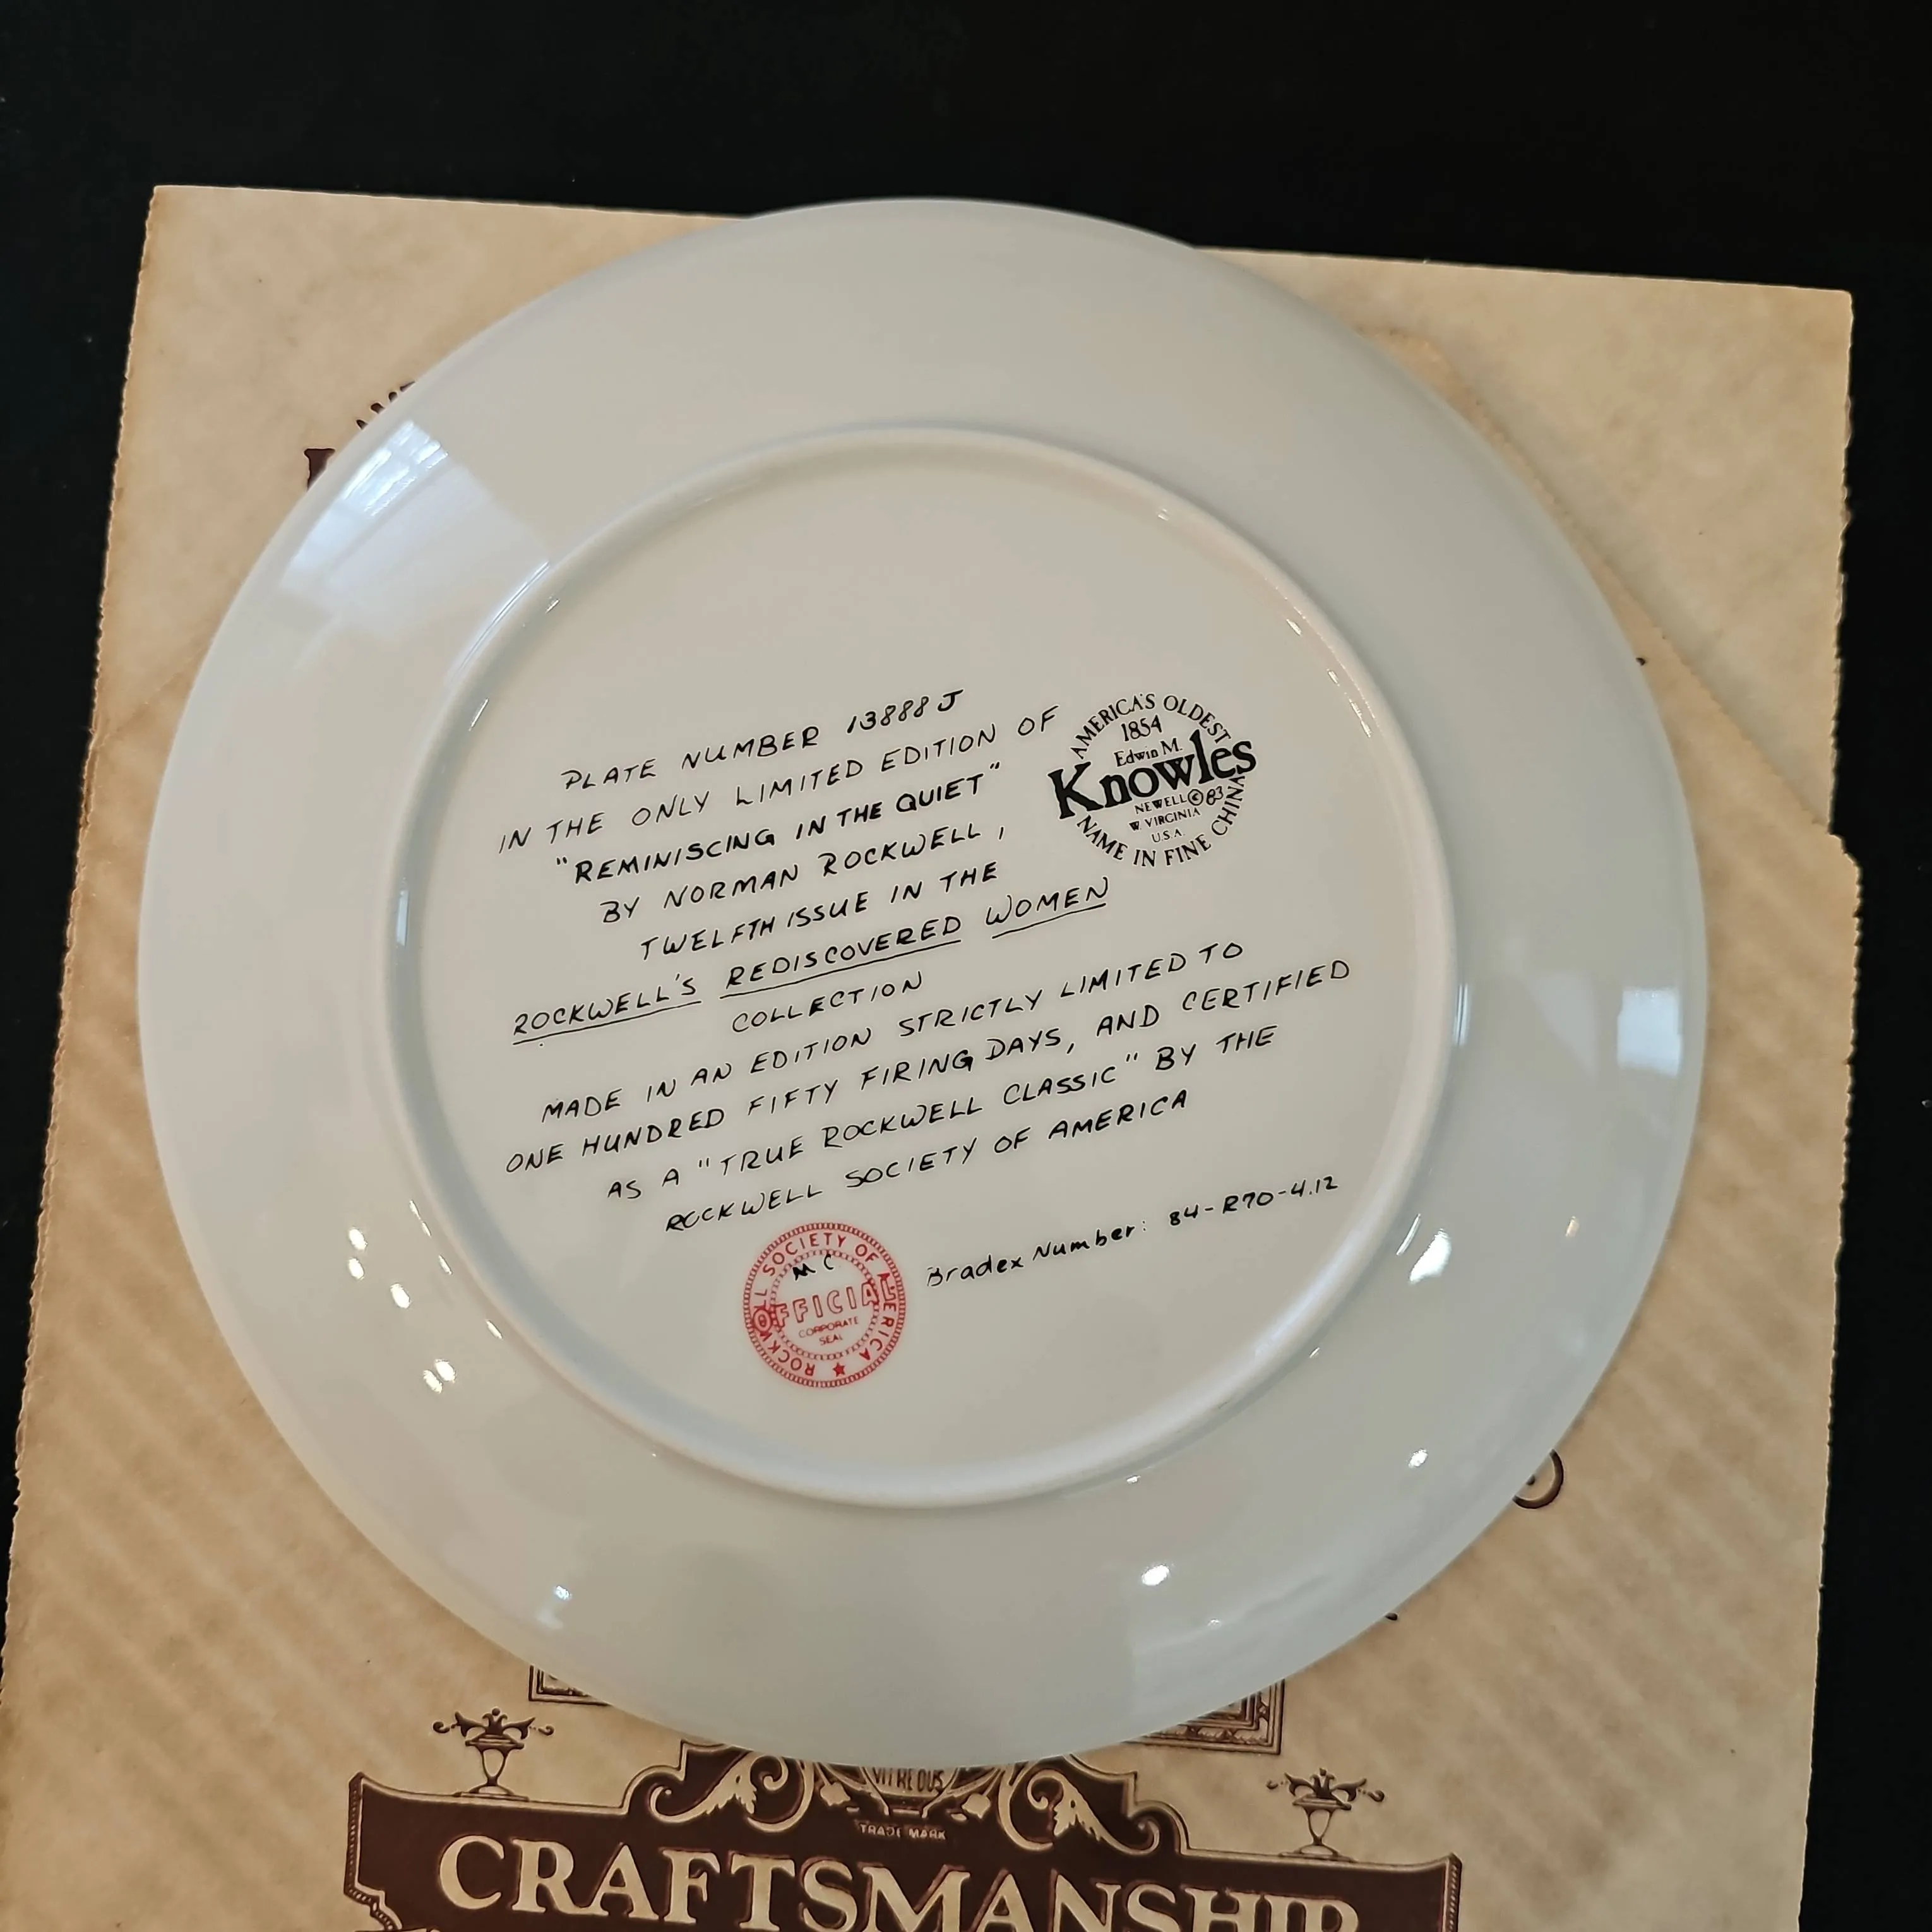 PLATE NUMBER 13888 J
IN THE ONLY LIMITED EDITION OF
"REMINISCING IN THE QUIET"
BY NORMAN ROCKWELL,
TWELFTH ISSUE IN THE
ROCKWELL'S REDISCOVERED WOMEN
COLLECTION
MADE IN AN EDITION STRICTLY LIMITED TO
ONE HUNDRED FIFTY FIRING DAYS, AND CERTIFIED
AS A "TRUE ROCKWELL CLASSIC" BY THE
ROCKWELL SOCIETY OF AMERICA
AMERICA'S OLDEST
1854
Edwin M.
Knowles
NEWELL © 83
W. VIRGINIA
U.S.A.
NAME IN FINE CHINA
Bradex Number: 84-R70-4.12
ROCKWELL SOCIETY OF AMERICA
MC
OFFICIAL
CORPORATE
SEAL
VITREOUS
TRADE MARK
CRAFTSMANSHIP